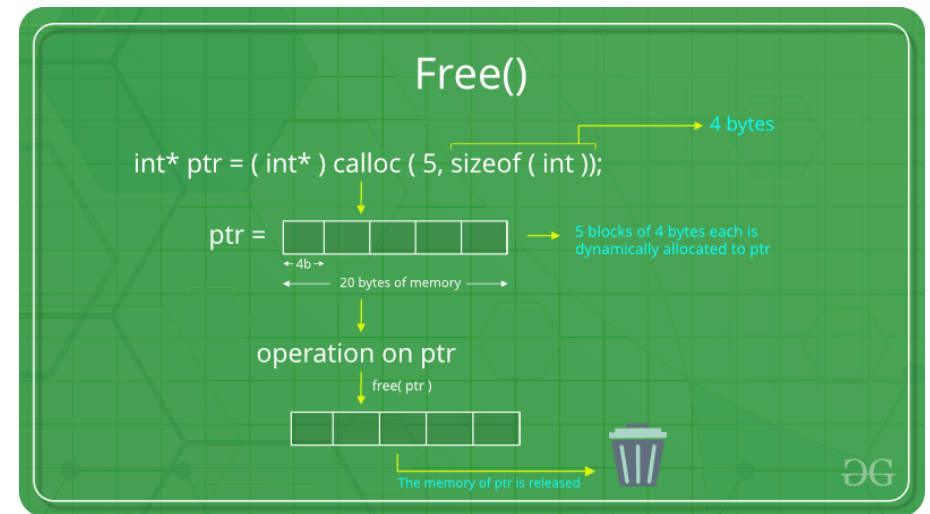 Free()
4 bytes
int* ptr = ( int* ) calloc ( 5, sizeof ( int ));
ptr =
5 blocks of 4 bytes each is
dynamically allocated to ptr
4b
20 bytes of memory
operation on ptr
free( ptr )
The memory of ptr is released
GG